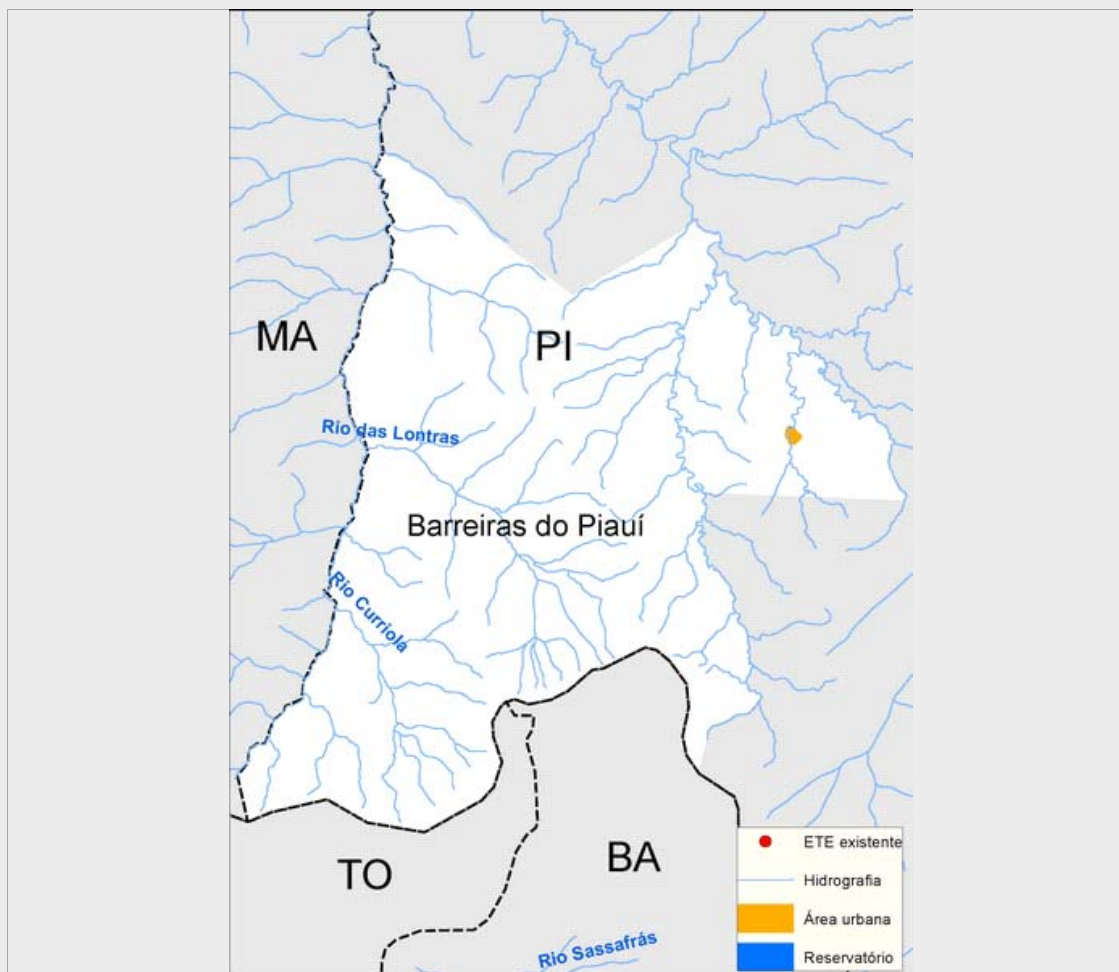 MA
PI
Rio das Lontras
Barreiras do Piauí
Rio Curriola
TO
BA
Rio Sassafrás
ETE existente
Hidrografia
Área urbana
Reservatório